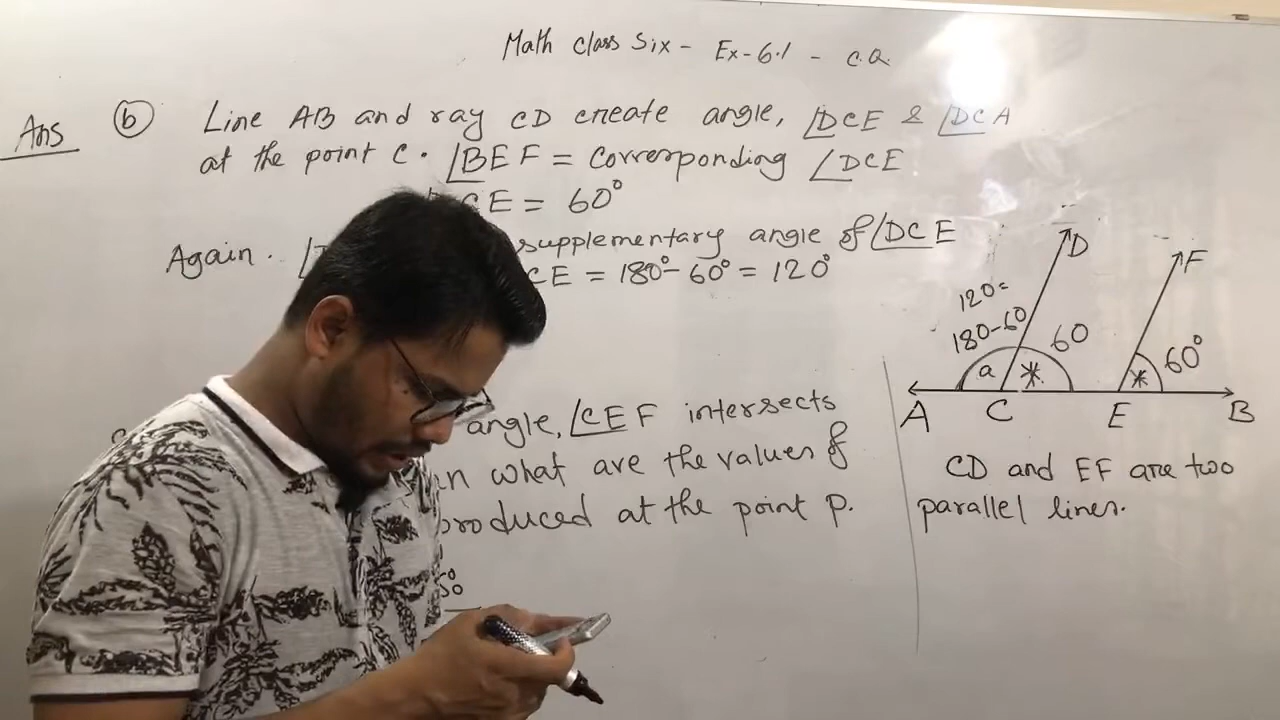 Math class Six - Ex-6.1 - C.Q.
Ans
(b) Line AB and ray CD create angle, ∠DCE & ∠DCA
at the point C. ∠BEF = Corresponding ∠DCE
CE = 60°
Again. supplementary angle of ∠DCE
CE = 180° - 60° = 120°
angle, ∠CEF intersects
what are the values of
produced at the point P.
50
D
F
120=
180-60
60
60°
a
*
*
A
C
E
B
CD and EF are two
parallel lines.